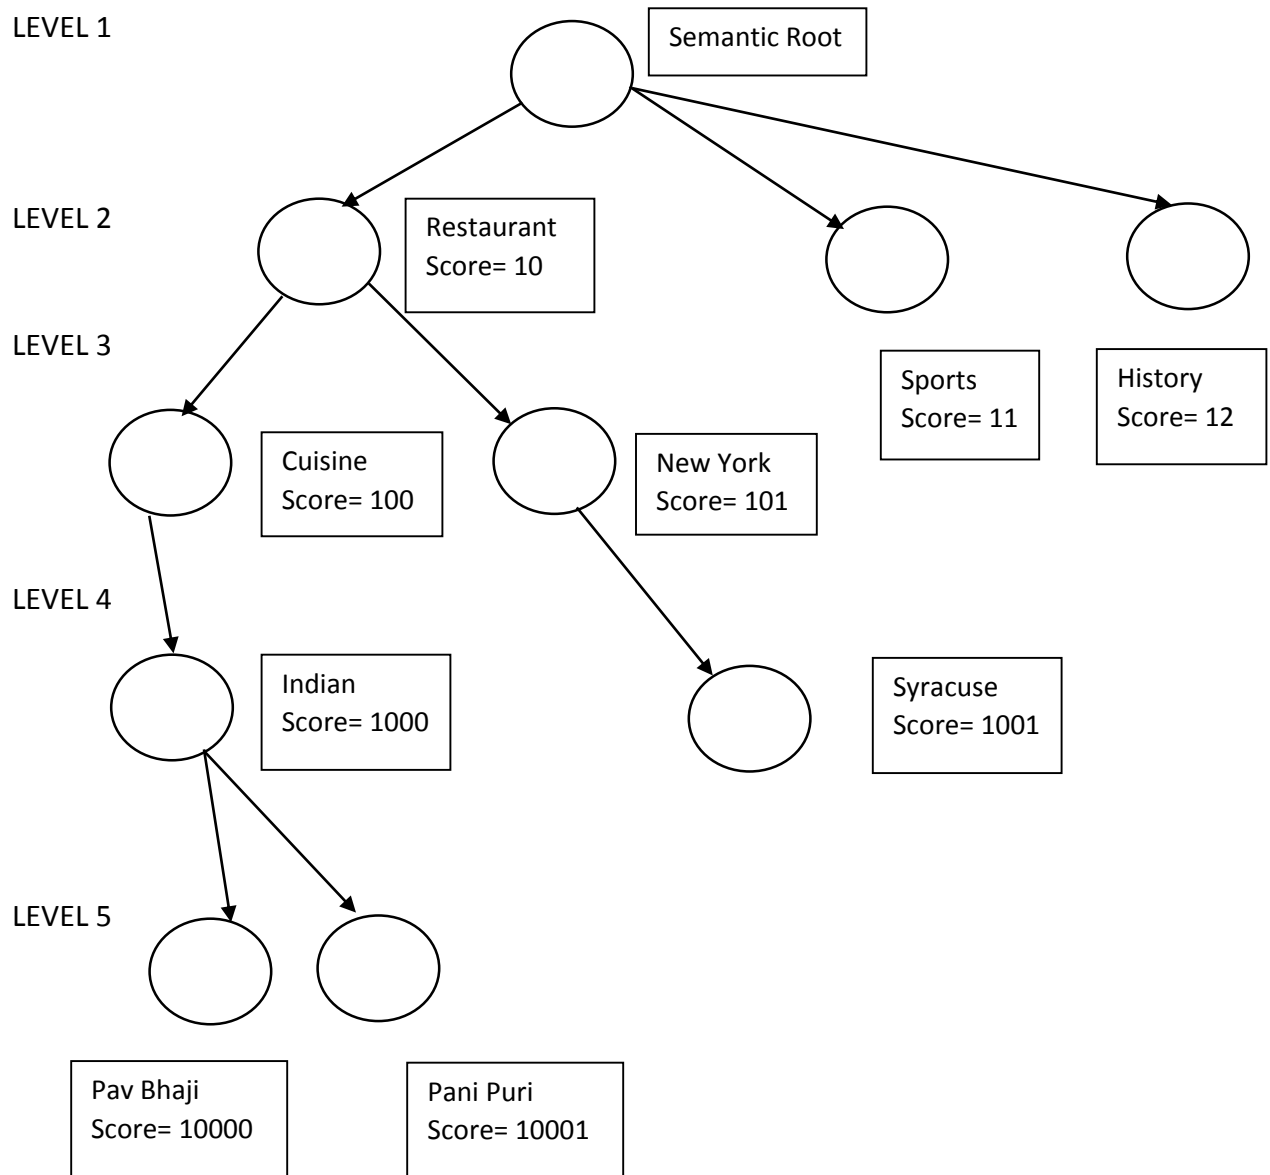 LEVEL 1
Semantic Root
LEVEL 2
Restaurant
Score= 10
LEVEL 3
Sports
Score= 11
History
Score= 12
Cuisine
Score= 100
New York
Score= 101
LEVEL 4
Indian
Score= 1000
Syracuse
Score= 1001
LEVEL 5
Pav Bhaji
Score= 10000
Pani Puri
Score= 10001